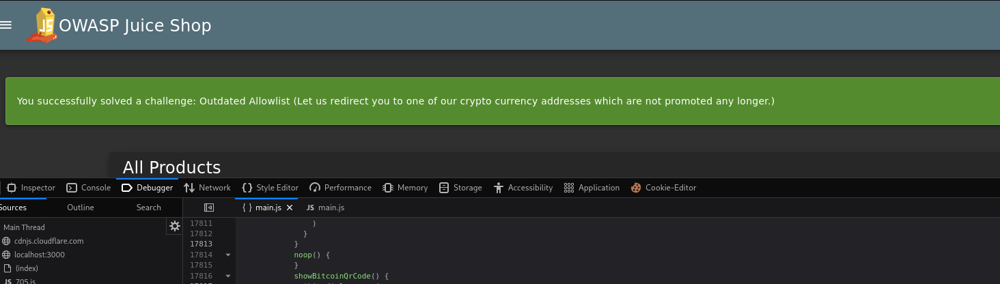 OWASP Juice Shop
You successfully solved a challenge: Outdated Allowlist (Let us redirect you to one of our crypto currency addresses which are not promoted any longer.)
All Products
Inspector Console Debugger Network {} Style Editor Performance Memory Storage Accessibility Application Cookie-Editor
Sources Outline Search { } main.js JS main.js
Main Thread
cdnjs.cloudflare.com
localhost:3000
(index)
JS 705.js
17811 )
17812 }
17813 }
17814 noop() {
17815 }
17816 showBitcoinQrCode() {